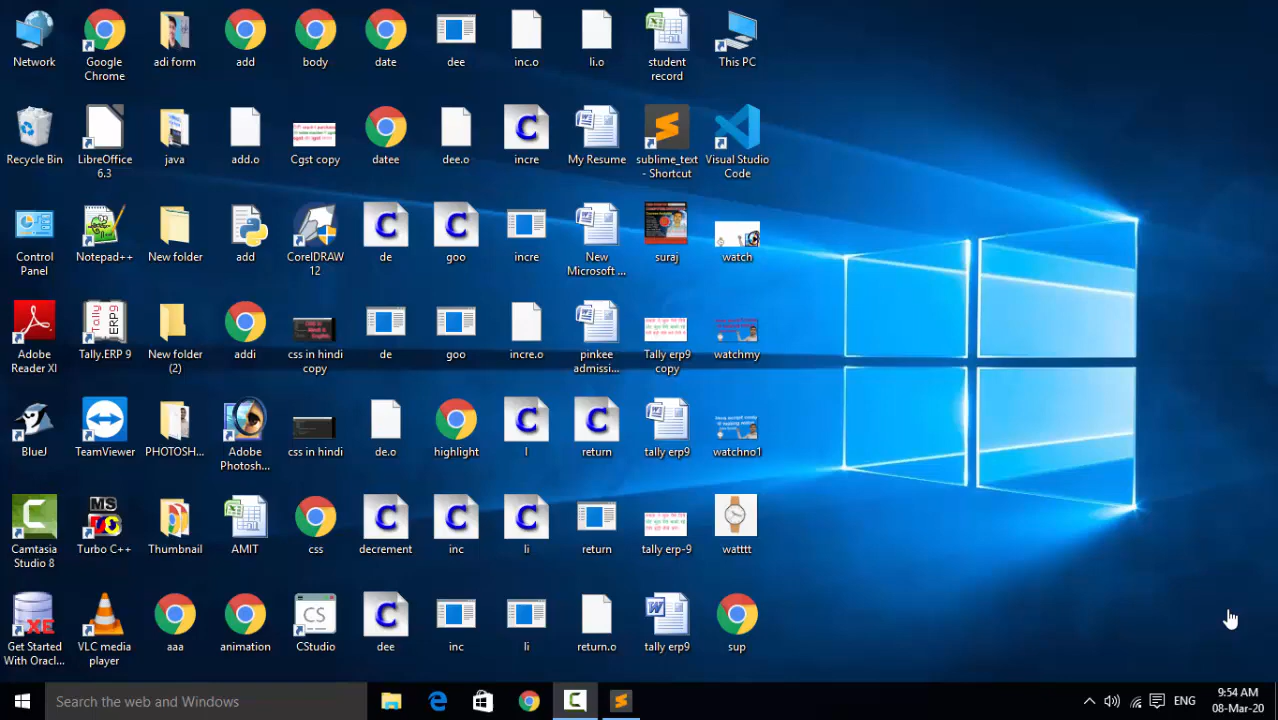 Network
Google
Chrome
adi form
add
body
date
dee
inc.o
li.o
student
record
This PC
Recycle Bin
LibreOffice
6.3
java
add.o
Cgst copy
datee
dee.o
incre
My Resume
sublime_text
- Shortcut
Visual Studio
Code
Control
Panel
Notepad++
New folder
add
CorelDRAW
12
de
goo
incre
New
Microsoft ...
suraj
watch
Adobe
Reader XI
Tally.ERP 9
New folder
(2)
addi
css in hindi
copy
de
goo
incre.o
pinkee
admissi...
Tally erp9
copy
watchmy
BlueJ
TeamViewer
PHOTOSH...
Adobe
Photosh...
css in hindi
de.o
highlight
l
return
tally erp9
watchno1
Camtasia
Studio 8
Turbo C++
Thumbnail
AMIT
css
decrement
inc
li
return
tally erp-9
watttt
Get Started
With Oracl...
VLC media
player
aaa
animation
CStudio
dee
inc
li
return.o
tally erp9
sup
Search the web and Windows
ENG
9:54 AM
08-Mar-20